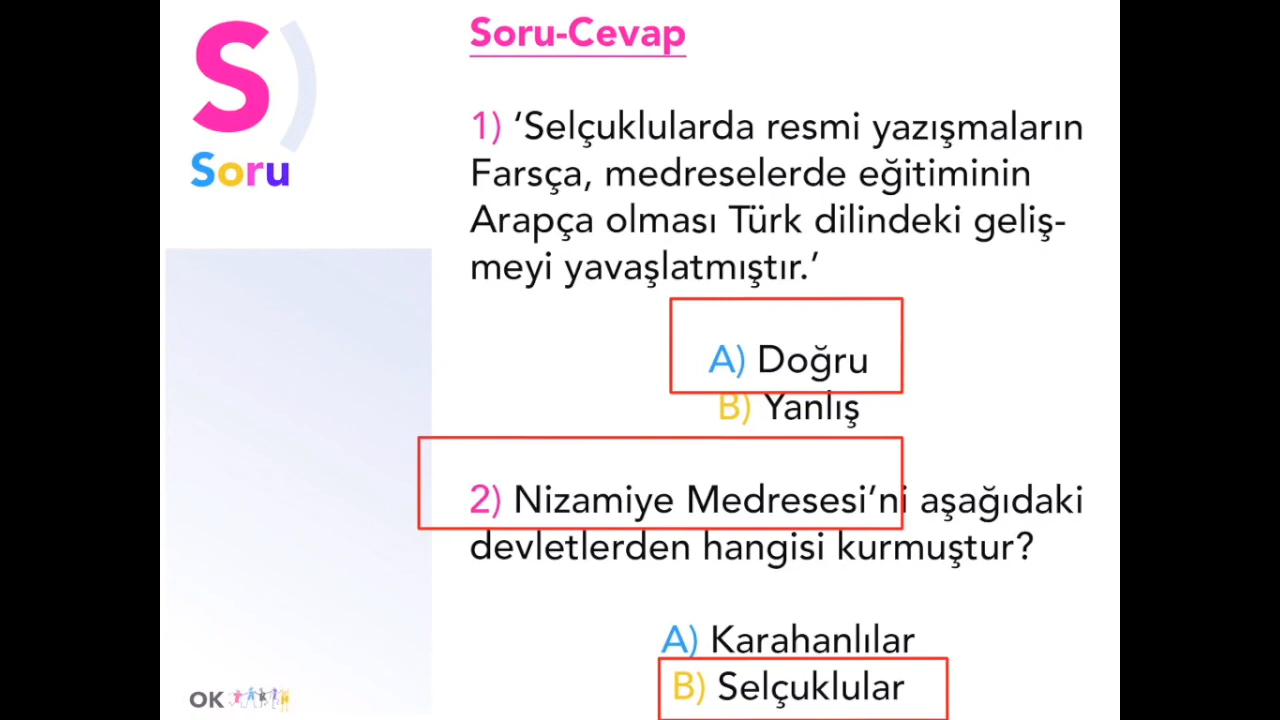 S)
Soru
Soru-Cevap
1) ‘Selçuklularda resmi yazışmaların
Farsça, medreselerde eğitiminin
Arapça olması Türk dilindeki geliş-
meyi yavaşlatmıştır.’
A) Doğru
B) Yanlış
2) Nizamiye Medresesi’ni aşağıdaki
devletlerden hangisi kurmuştur?
A) Karahanlılar
B) Selçuklular
OK